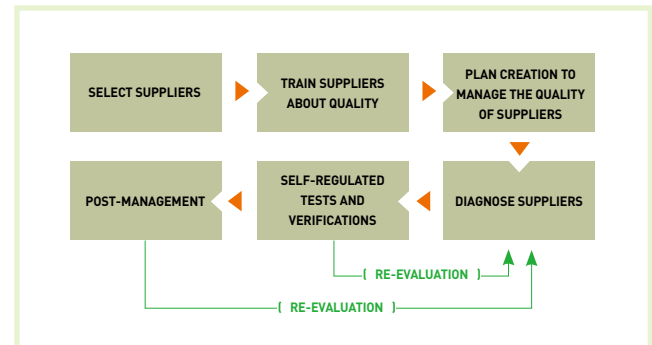 SELECT SUPPLIERS
TRAIN SUPPLIERS
ABOUT QUALITY
PLAN CREATION TO
MANAGE THE QUALITY
OF SUPPLIERS
POST-MANAGEMENT
SELF-REGULATED
TESTS AND
VERIFICATIONS
DIAGNOSE SUPPLIERS
( RE-EVALUATION )
( RE-EVALUATION )